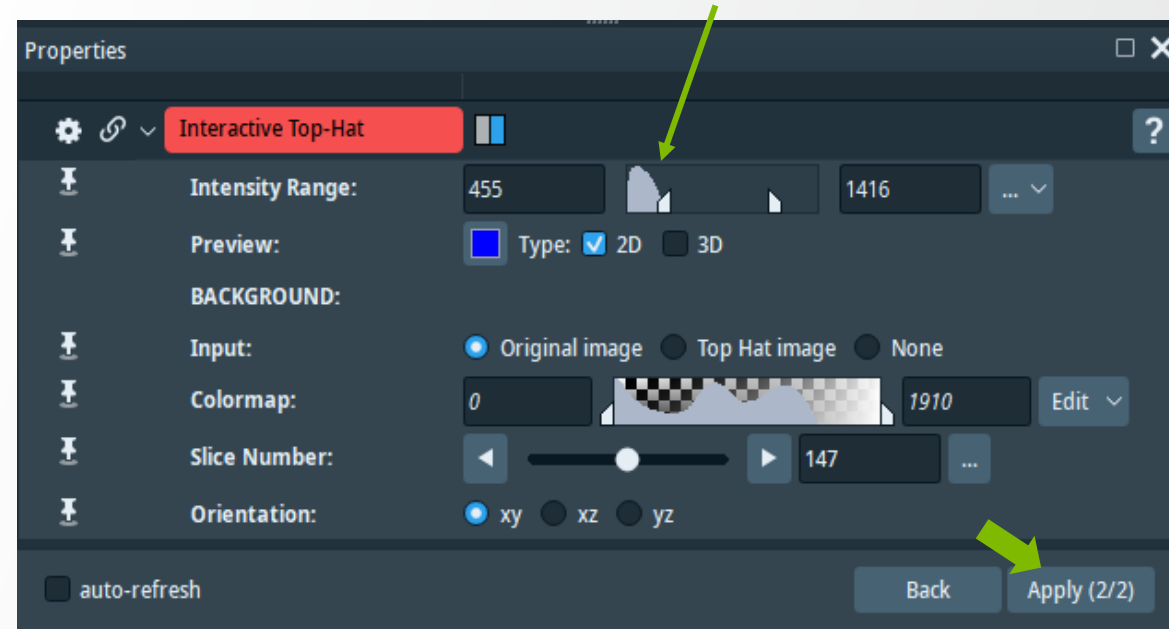 Properties
Interactive Top-Hat
?
Intensity Range: 455 1416 ...
Preview: Type: 2D 3D
BACKGROUND:
Input: Original image Top Hat image None
Colormap: 0 1910 Edit
Slice Number: 147 ...
Orientation: xy xz yz
auto-refresh Back Apply (2/2)